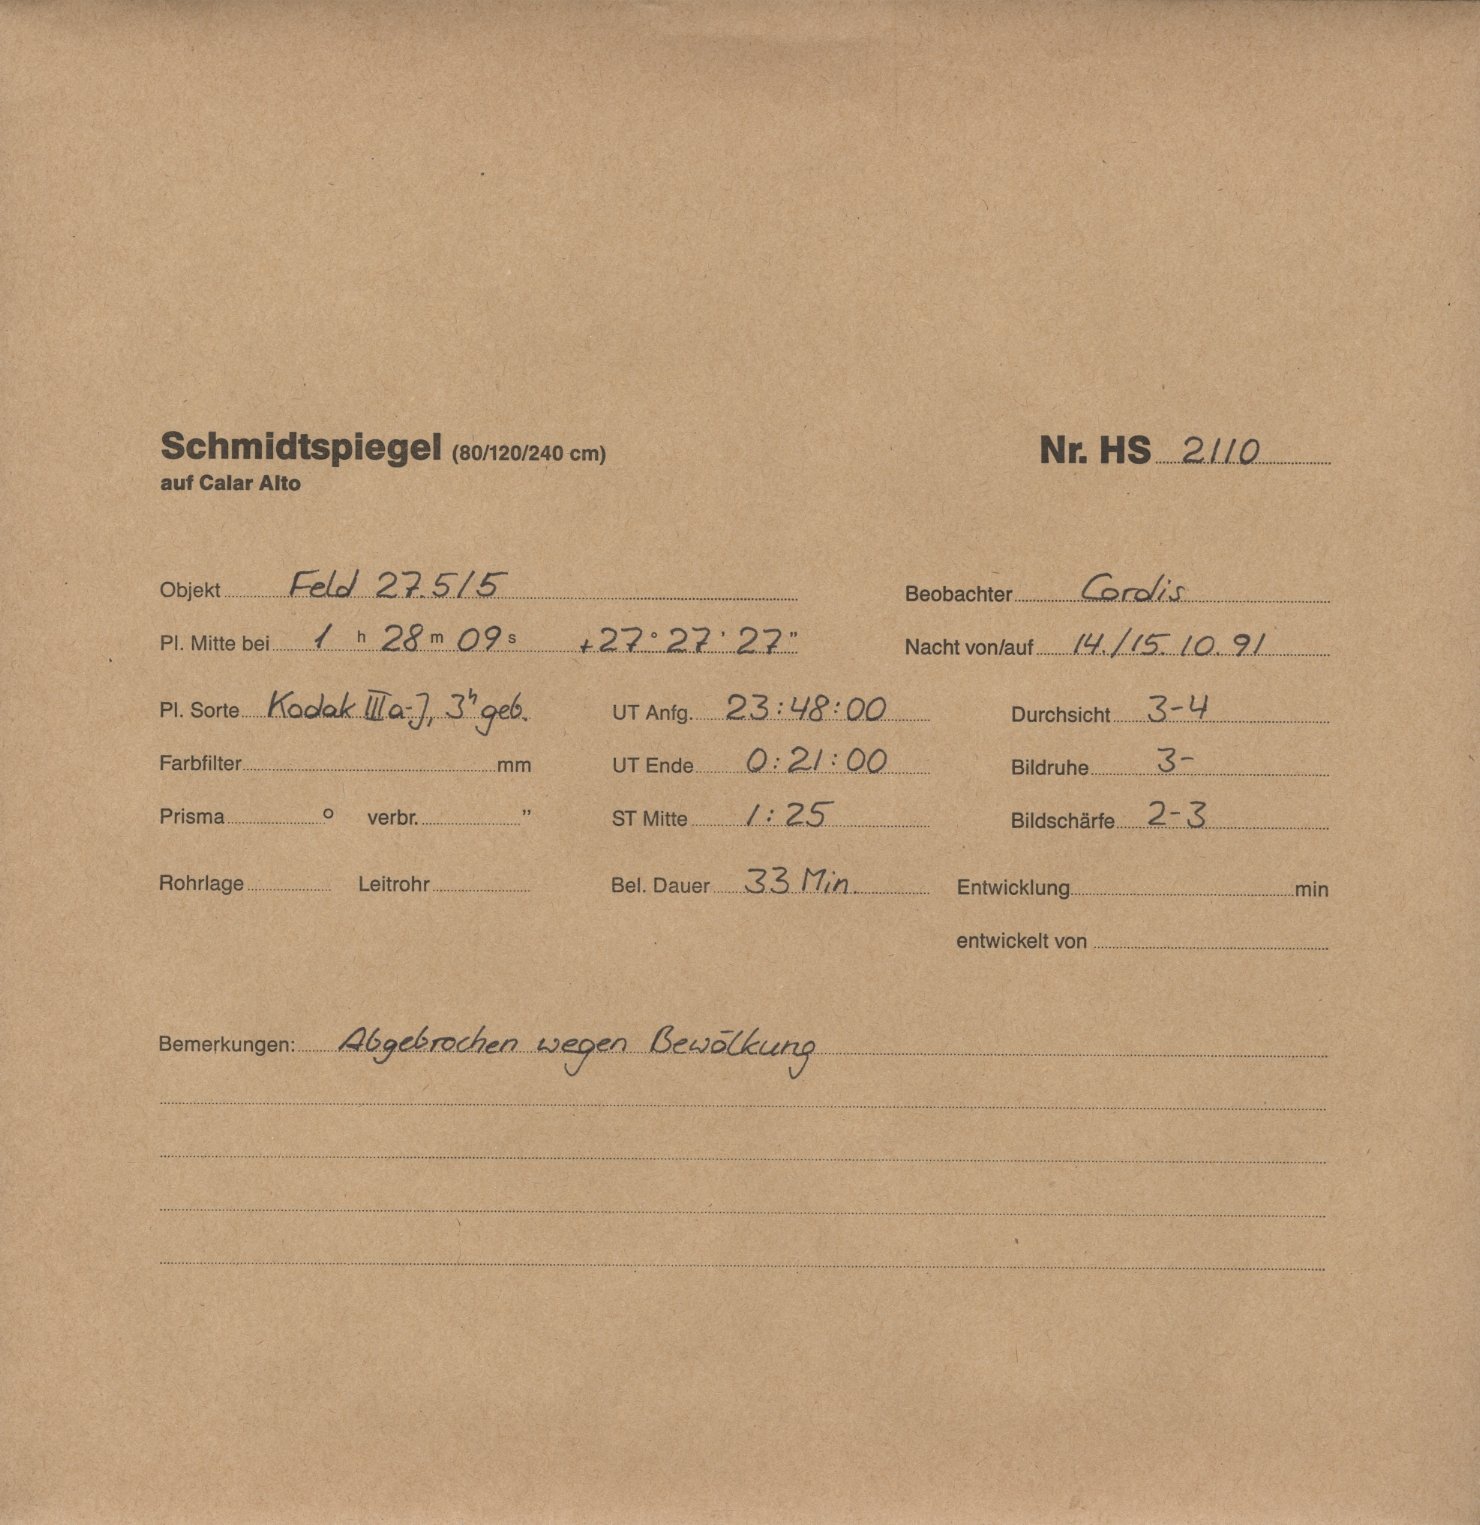 Schmidtspiegel (80/120/240 cm) Nr. HS 2110
auf Calar Alto
Objekt Feld 27.5/5 Beobachter Cordis
Pl. Mitte bei 1 h 28 m 09 s +27° 27' 27" Nacht von/auf 14./15. 10. 91
Pl. Sorte Kodak IIIa-J, 3h geb. UT Anfg. 23:48:00 Durchsicht 3-4
Farbfilter mm UT Ende 0:21:00 Bildruhe 3-
Prisma ° verbr. " ST Mitte 1:25 Bildschärfe 2-3
Rohrlage Leitrohr Bel. Dauer 33 Min. Entwicklung min
entwickelt von
Bemerkungen: Abgebrochen wegen Bewölkung